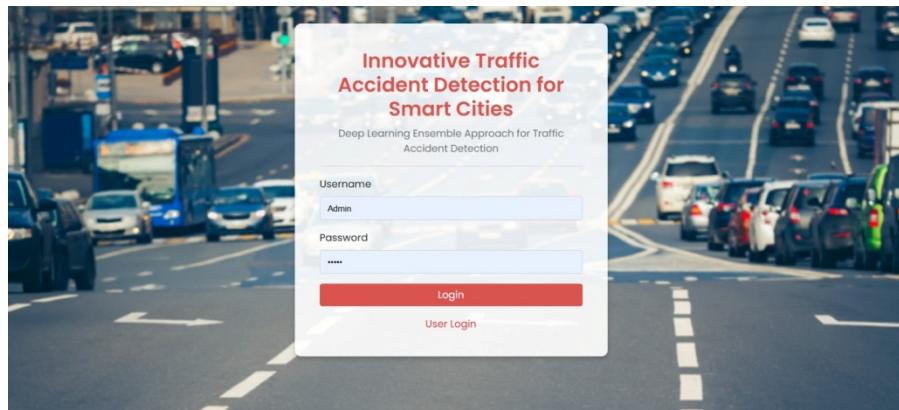 Innovative Traffic
Accident Detection for
Smart Cities
Deep Learning Ensemble Approach for Traffic
Accident Detection
Username
Admin
Password
•••••
Login
User Login